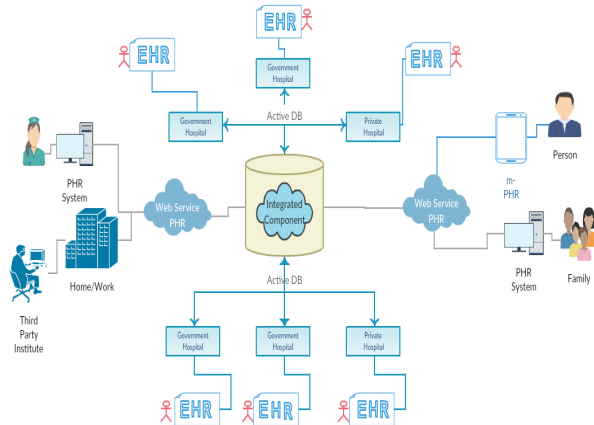 EHR
EHR
EHR
Government
Hospital
Government
Hospital
Active DB
Private
Hospital
PHR
System
Person
m-
PHR
Web Service
PHR
Integrated
Component
Web Service
PHR
Home/Work
PHR
System
Family
Third
Party
Institute
Active DB
Government
Hospital
Government
Hospital
Private
Hospital
EHR
EHR
EHR